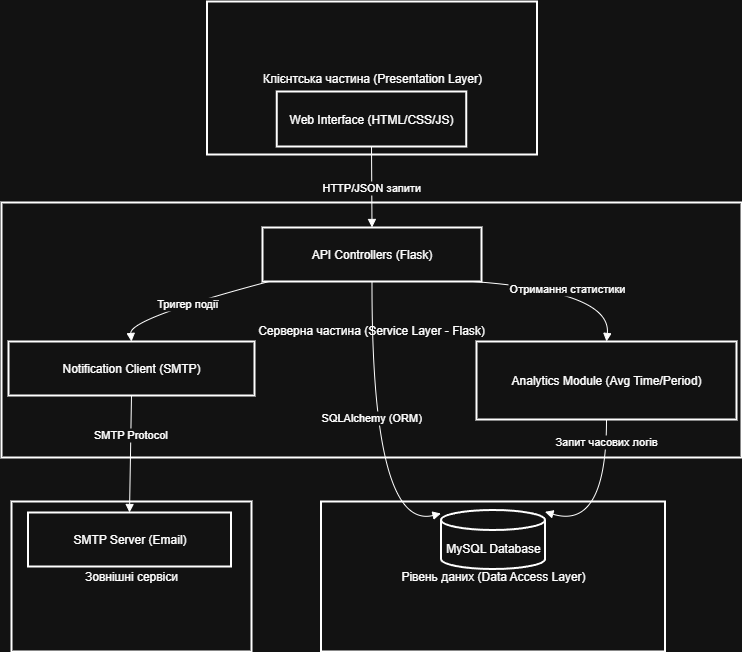 Клієнтська частина (Presentation Layer)
Web Interface (HTML/CSS/JS)
HTTP/JSON запити
API Controllers (Flask)
Отримання статистики
Тригер події
Серверна частина (Service Layer - Flask)
Notification Client (SMTP)
Analytics Module (Avg Time/Period)
SQLAlchemy (ORM)
SMTP Protocol
Запит часових логів
SMTP Server (Email)
MySQL Database
Зовнішні сервіси
Рівень даних (Data Access Layer)